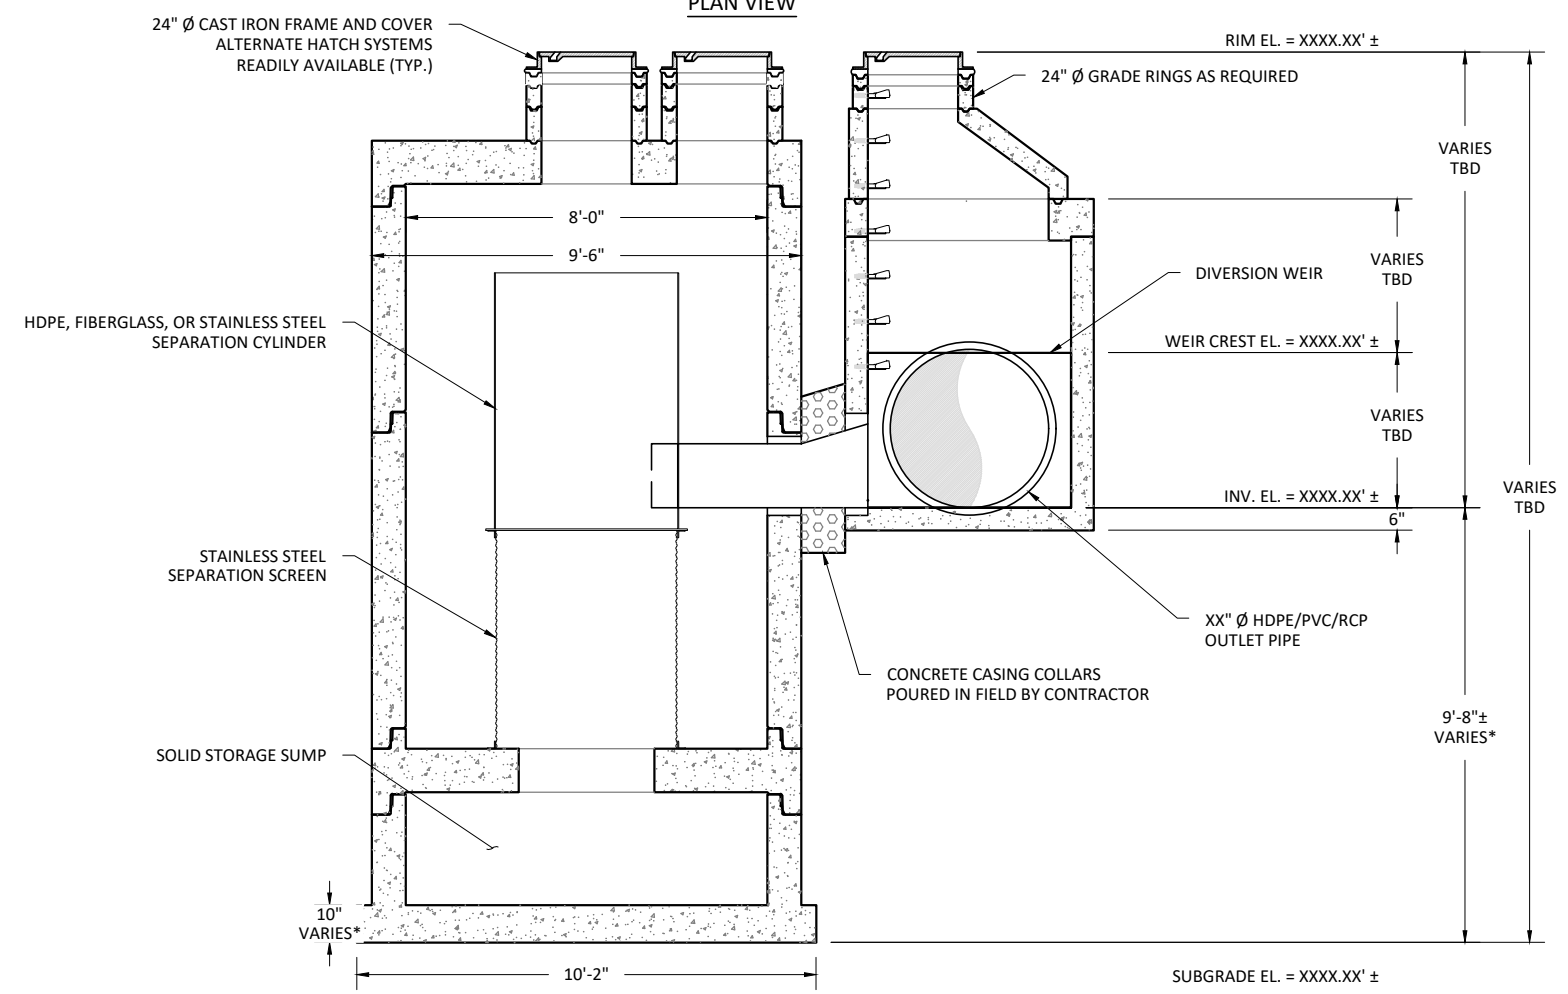 PLAN VIEW
24" Ø CAST IRON FRAME AND COVER
ALTERNATE HATCH SYSTEMS
READILY AVAILABLE (TYP.)
RIM EL. = XXXX.XX' ±
24" Ø GRADE RINGS AS REQUIRED
VARIES
TBD
8'-0"
9'-6"
VARIES
TBD
DIVERSION WEIR
HDPE, FIBERGLASS, OR STAINLESS STEEL
SEPARATION CYLINDER
WEIR CREST EL. = XXXX.XX' ±
VARIES
TBD
VARIES
TBD
INV. EL. = XXXX.XX' ±
6"
STAINLESS STEEL
SEPARATION SCREEN
XX" Ø HDPE/PVC/RCP
OUTLET PIPE
CONCRETE CASING COLLARS
POURED IN FIELD BY CONTRACTOR
9'-8"±
VARIES*
SOLID STORAGE SUMP
10"
VARIES*
10'-2"
SUBGRADE EL. = XXXX.XX' ±